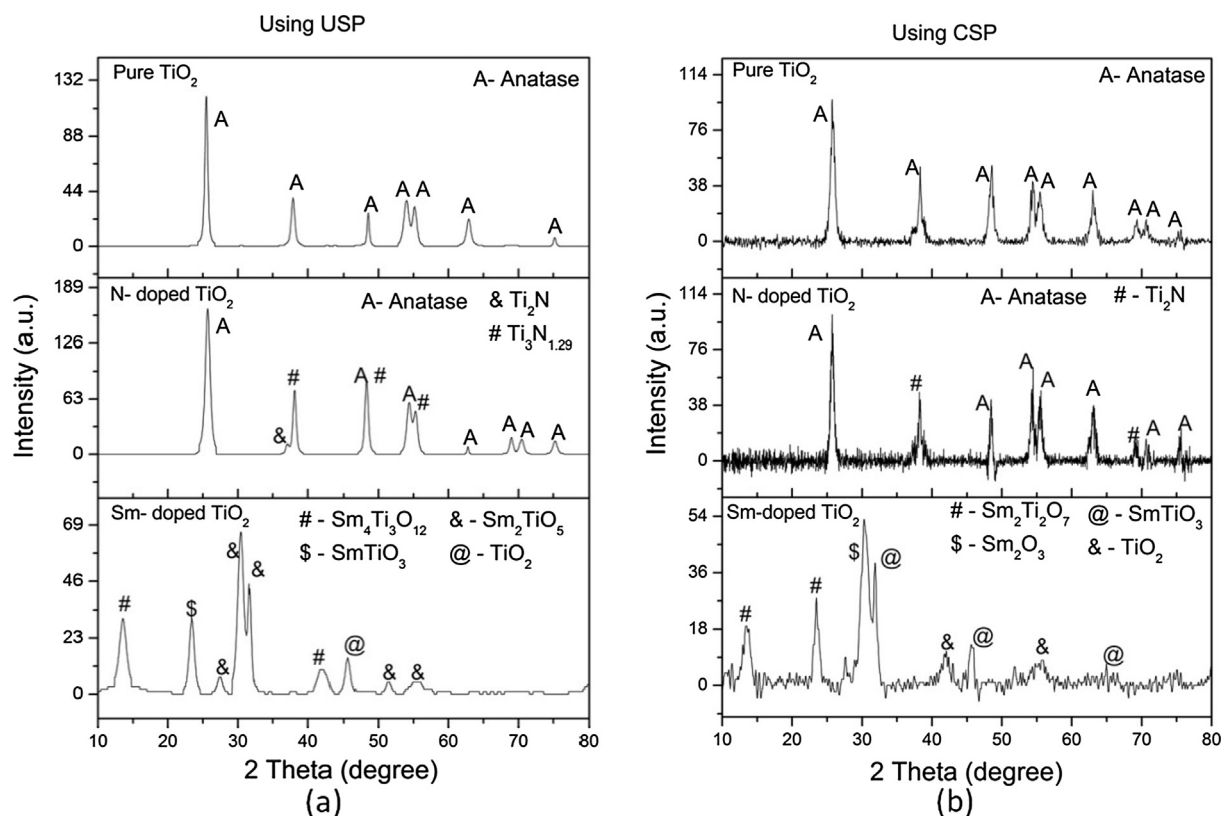 Using USP
Pure TiO2
A- Anatase
132
88
44
0
A
A
A
A
A
A
A
N- doped TiO2
A- Anatase
& Ti2N
# Ti3N1.29
189
126
63
0
A
&
#
A
#
A
#
A
A
A
A
Sm- doped TiO2
# - Sm4Ti3O12
& - Sm2TiO5
$ - SmTiO3
@ - TiO2
69
46
23
0
#
$
&
&
&
#
@
&
&
10 20 30 40 50 60 70 80
Intensity (a.u.)
2 Theta (degree)
(a)
Using CSP
Pure TiO2
A- Anatase
114
76
38
0
A
A
A
A
A
A
A
A
A
N- doped TiO2
A- Anatase
# - Ti2N
114
76
38
0
A
#
A
A
A
A
#
A
A
Sm-doped TiO2
# - Sm2Ti2O7
@ - SmTiO3
$ - Sm2O3
& - TiO2
54
36
18
0
#
#
$
@
&
@
&
@
10 20 30 40 50 60 70 80
Intensity (a.u.)
2 Theta (degree)
(b)